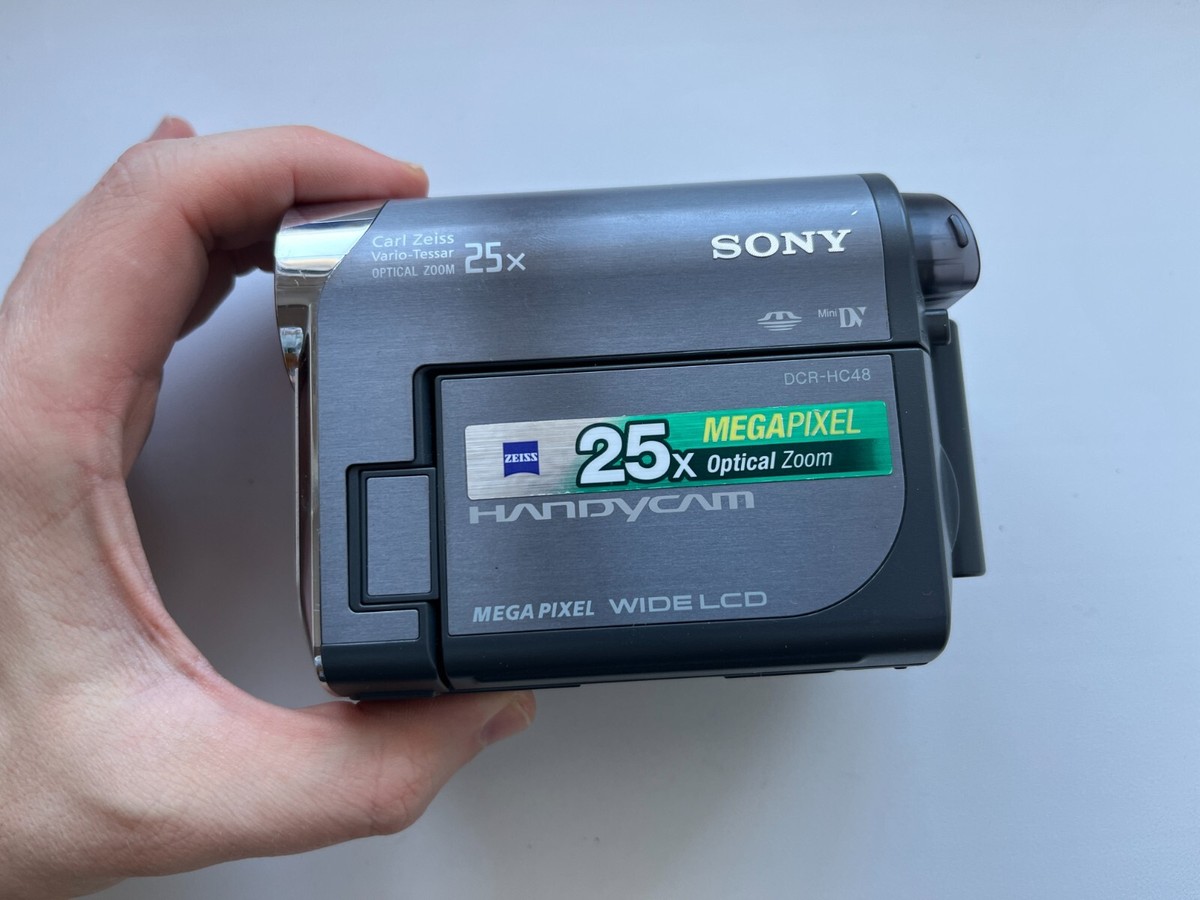 Carl Zeiss
Vario-Tessar
OPTICAL ZOOM 25x
SONY
Mini DV
DCR-HC48
ZEISS
25x MEGAPIXEL
Optical Zoom
HANDYCAM
MEGA PIXEL WIDE LCD